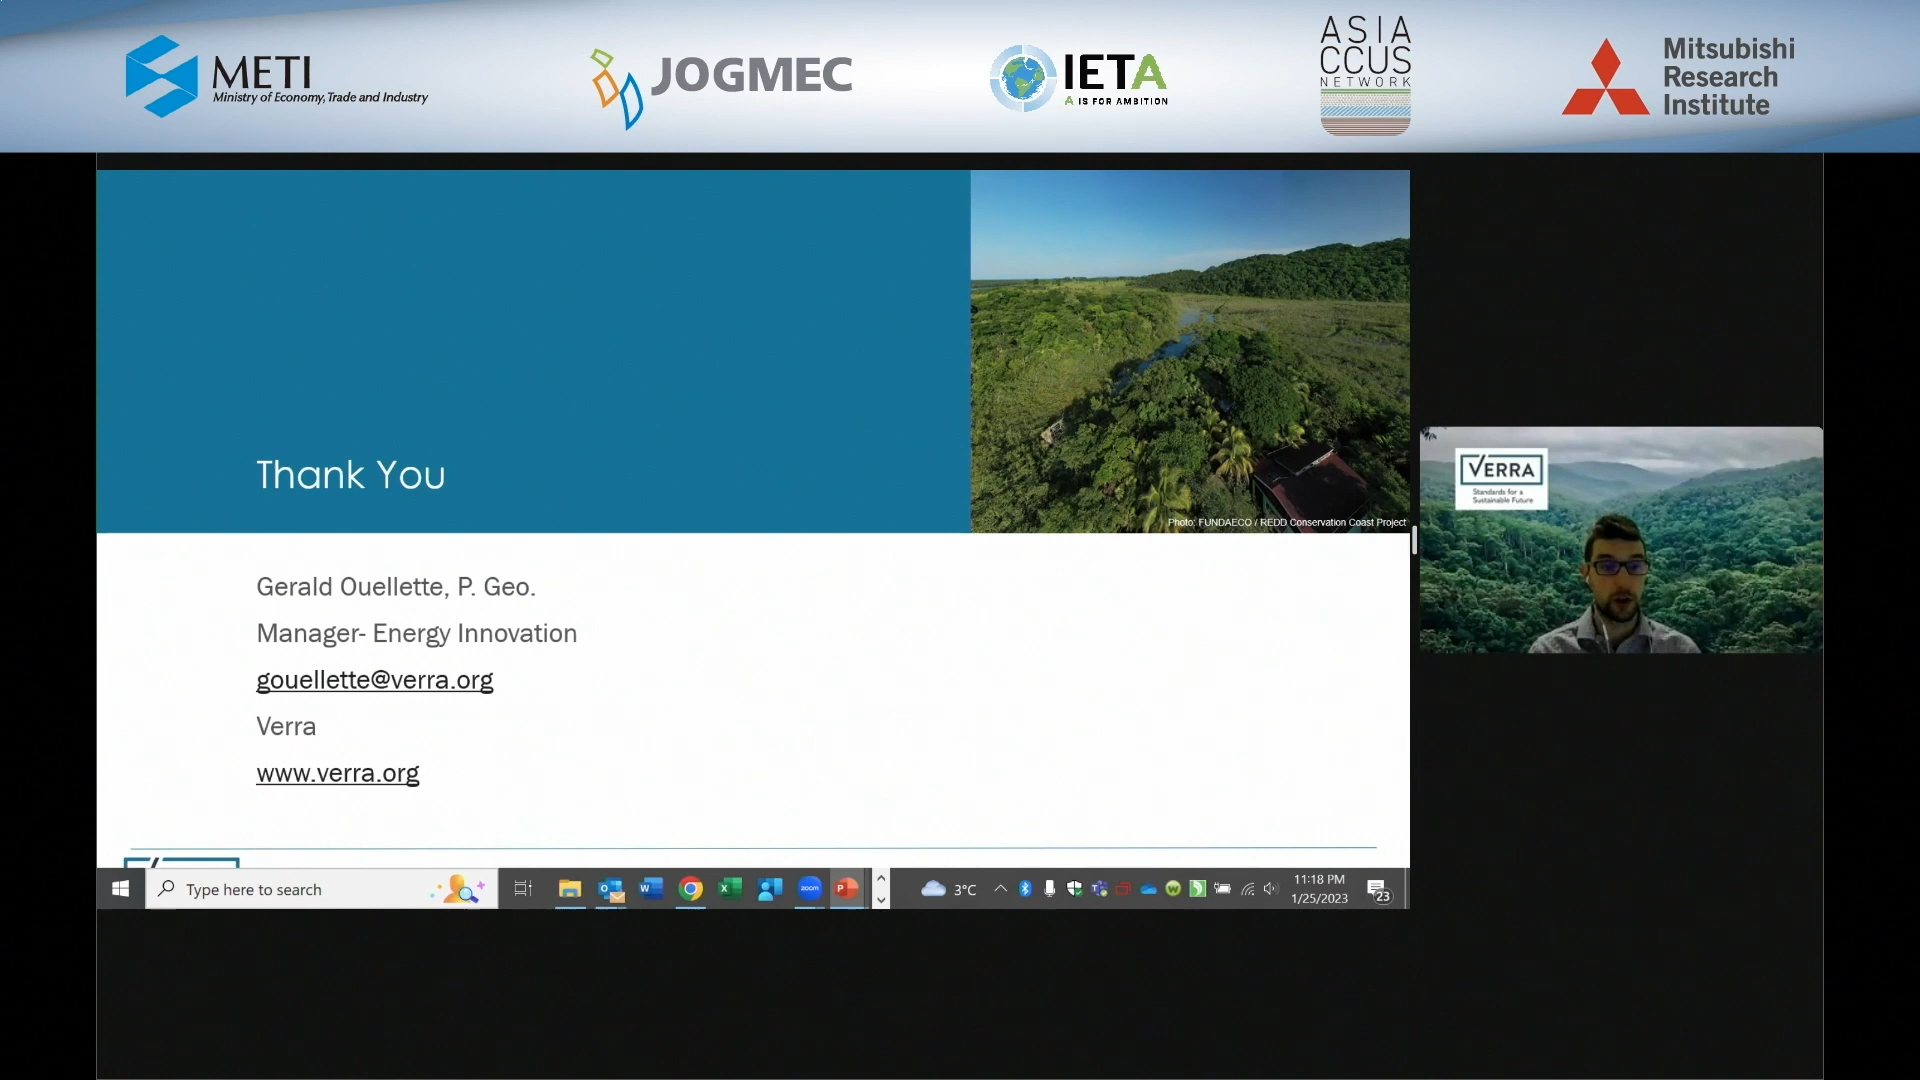 METI
Ministry of Economy, Trade and Industry
JOGMEC
IETA
A IS FOR AMBITION
ASIA
CCUS
NETWORK
Mitsubishi
Research
Institute
Thank You
Photo: FUNDAECO / REDD Conservation Coast Project
VERRA
Standards for a
Sustainable Future
Gerald Ouellette, P. Geo.
Manager- Energy Innovation
gouellette@verra.org
Verra
www.verra.org
Type here to search
zoom
3°C
11:18 PM
1/25/2023
23